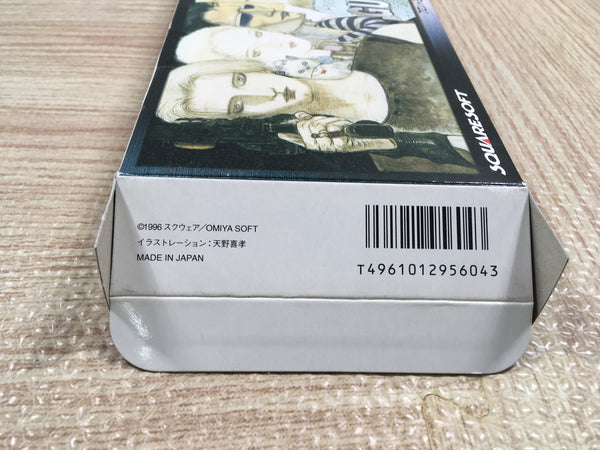 SQUARESOFT
©1996 スクウェア/OMIYA SOFT
イラストレーション:天野喜孝
MADE IN JAPAN
T4961012956043